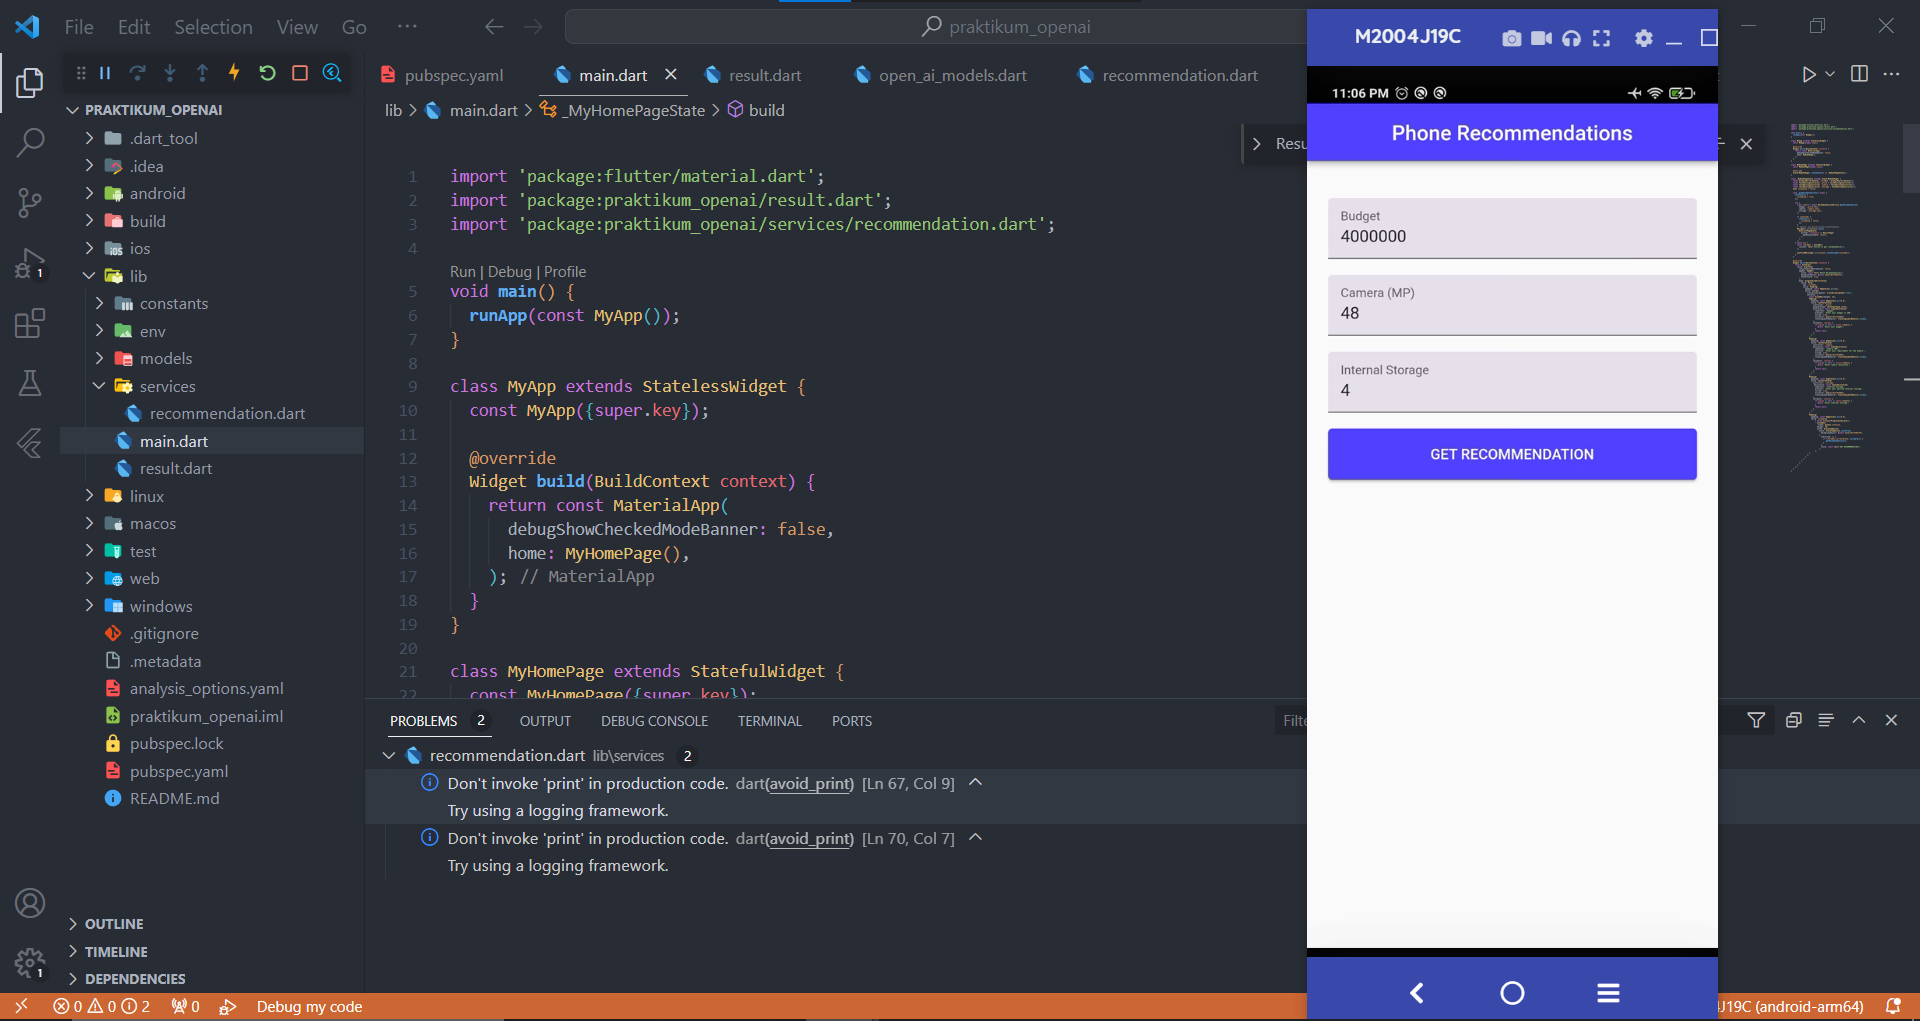 File Edit Selection View Go ···
praktikum_openai
pubspec.yaml
main.dart
result.dart
open_ai_models.dart
recommendation.dart
lib > main.dart > _MyHomePageState > build
PRAKTIKUM_OPENAI
.dart_tool
.idea
android
build
ios
lib
constants
env
models
services
recommendation.dart
main.dart
result.dart
linux
macos
test
web
windows
.gitignore
.metadata
analysis_options.yaml
praktikum_openai.iml
pubspec.lock
pubspec.yaml
README.md
OUTLINE
TIMELINE
DEPENDENCIES
1
1
1 import 'package:flutter/material.dart';
2 import 'package:praktikum_openai/result.dart';
3 import 'package:praktikum_openai/services/recommendation.dart';
4
Run | Debug | Profile
5 void main() {
6 runApp(const MyApp());
7 }
8
9 class MyApp extends StatelessWidget {
10 const MyApp({super.key});
11
12 @override
13 Widget build(BuildContext context) {
14 return const MaterialApp(
15 debugShowCheckedModeBanner: false,
16 home: MyHomePage(),
17 ); // MaterialApp
18 }
19 }
20
21 class MyHomePage extends StatefulWidget {
22 const MyHomePage({super.key});
Resu
PROBLEMS 2 OUTPUT DEBUG CONSOLE TERMINAL PORTS
Filte
recommendation.dart lib\services 2
Don't invoke 'print' in production code. dart(avoid_print) [Ln 67, Col 9]
Try using a logging framework.
Don't invoke 'print' in production code. dart(avoid_print) [Ln 70, Col 7]
Try using a logging framework.
M2004J19C
11:06 PM
Phone Recommendations
Budget
4000000
Camera (MP)
48
Internal Storage
4
GET RECOMMENDATION
0 0 2 0 Debug my code
J19C (android-arm64)